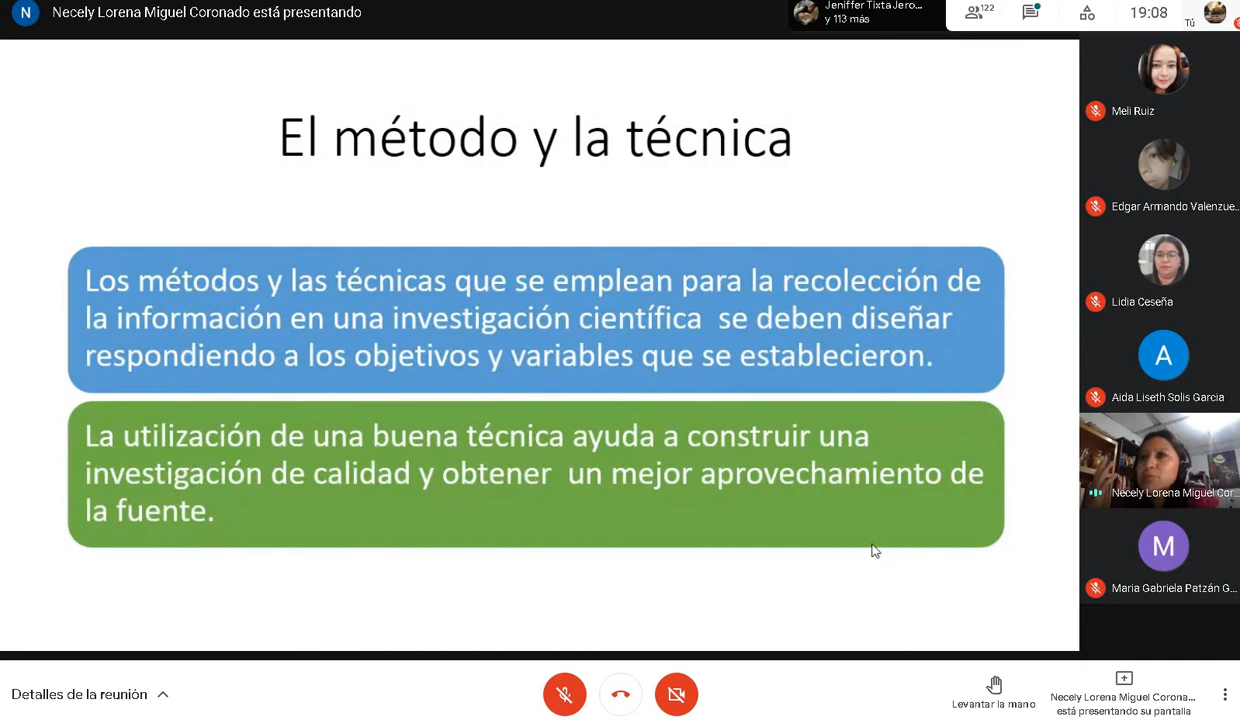 N
Necely Lorena Miguel Coronado está presentando
Jeniffer Tixta Jero...
y 113 más
122
19:08
Tú
El método y la técnica
Los métodos y las técnicas que se emplean para la recolección de
la información en una investigación científica se deben diseñar
respondiendo a los objetivos y variables que se establecieron.
La utilización de una buena técnica ayuda a construir una
investigación de calidad y obtener un mejor aprovechamiento de
la fuente.
Meli Ruiz
Edgar Armando Valenzue...
Lidia Ceseña
A
Aida Liseth Solis Garcia
Necely Lorena Miguel Cor...
M
Maria Gabriela Patzán G...
Detalles de la reunión
Levantar la mano
Necely Lorena Miguel Corona...
está presentando su pantalla